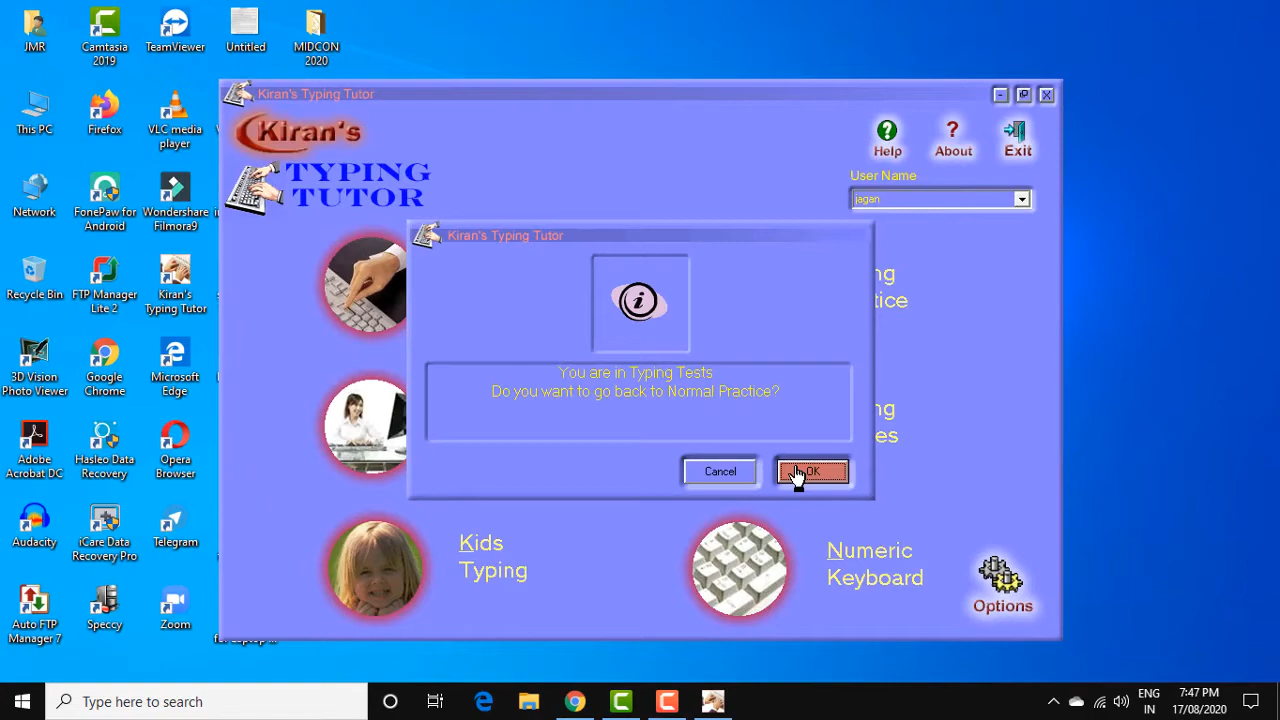 JMR
Camtasia
2019
TeamViewer
Untitled
MIDCON
2020
This PC
Firefox
VLC media
player
Network
FonePaw for
Android
Wondershare
Filmora9
Recycle Bin
FTP Manager
Lite 2
Kiran's
Typing Tutor
3D Vision
Photo Viewer
Google
Chrome
Microsoft
Edge
Adobe
Acrobat DC
Hasleo Data
Recovery
Opera
Browser
Audacity
iCare Data
Recovery Pro
Telegram
Auto FTP
Manager 7
Speccy
Zoom
Kiran's Typing Tutor
Kiran's
TYPING
TUTOR
Help
About
Exit
User Name
jagan
Kiran's Typing Tutor
You are in Typing Tests
Do you want to go back to Normal Practice?
Cancel
OK
Kids
Typing
Numeric
Keyboard
Options
Type here to search
ENG
IN
7:47 PM
17/08/2020